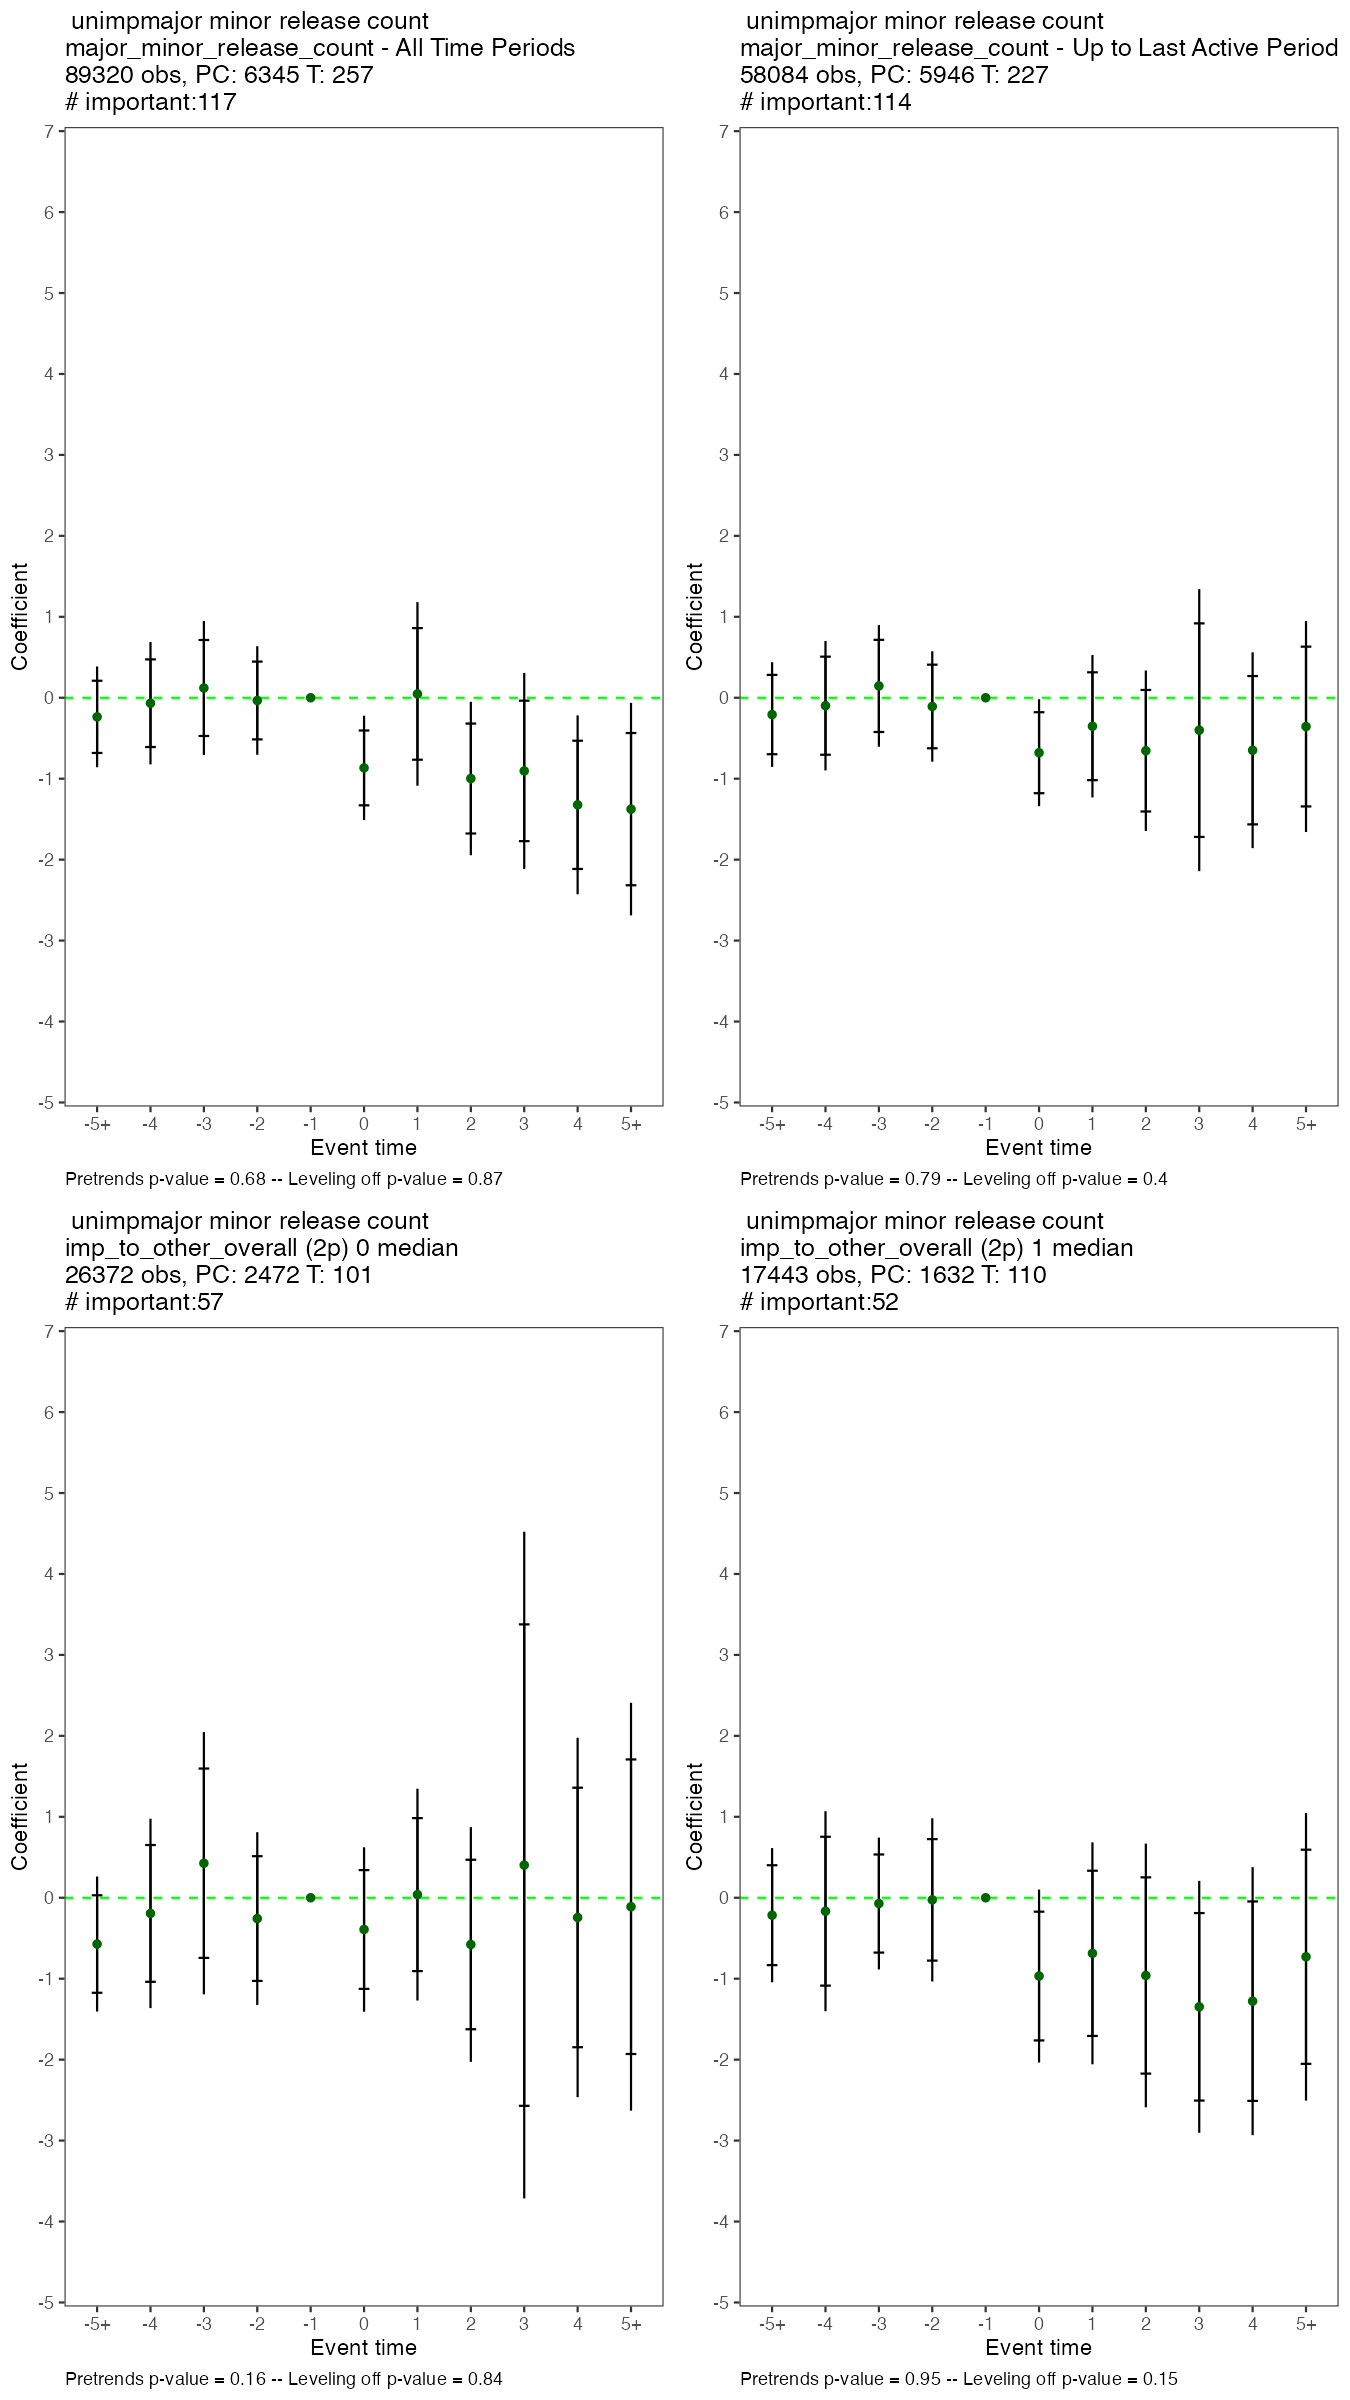 unimpmajor minor release count
major_minor_release_count - All Time Periods
89320 obs, PC: 6345 T: 257
# important:117
7
6
5
4
3
2
1
0
-1
-2
-3
-4
-5
Coefficient
-5+ -4 -3 -2 -1 0 1 2 3 4 5+
Event time
Pretrends p-value = 0.68 -- Leveling off p-value = 0.87
unimpmajor minor release count
major_minor_release_count - Up to Last Active Period
58084 obs, PC: 5946 T: 227
# important:114
7
6
5
4
3
2
1
0
-1
-2
-3
-4
-5
Coefficient
-5+ -4 -3 -2 -1 0 1 2 3 4 5+
Event time
Pretrends p-value = 0.79 -- Leveling off p-value = 0.4
unimpmajor minor release count
imp_to_other_overall (2p) 0 median
26372 obs, PC: 2472 T: 101
# important:57
7
6
5
4
3
2
1
0
-1
-2
-3
-4
-5
Coefficient
-5+ -4 -3 -2 -1 0 1 2 3 4 5+
Event time
Pretrends p-value = 0.16 -- Leveling off p-value = 0.84
unimpmajor minor release count
imp_to_other_overall (2p) 1 median
17443 obs, PC: 1632 T: 110
# important:52
7
6
5
4
3
2
1
0
-1
-2
-3
-4
-5
Coefficient
-5+ -4 -3 -2 -1 0 1 2 3 4 5+
Event time
Pretrends p-value = 0.95 -- Leveling off p-value = 0.15